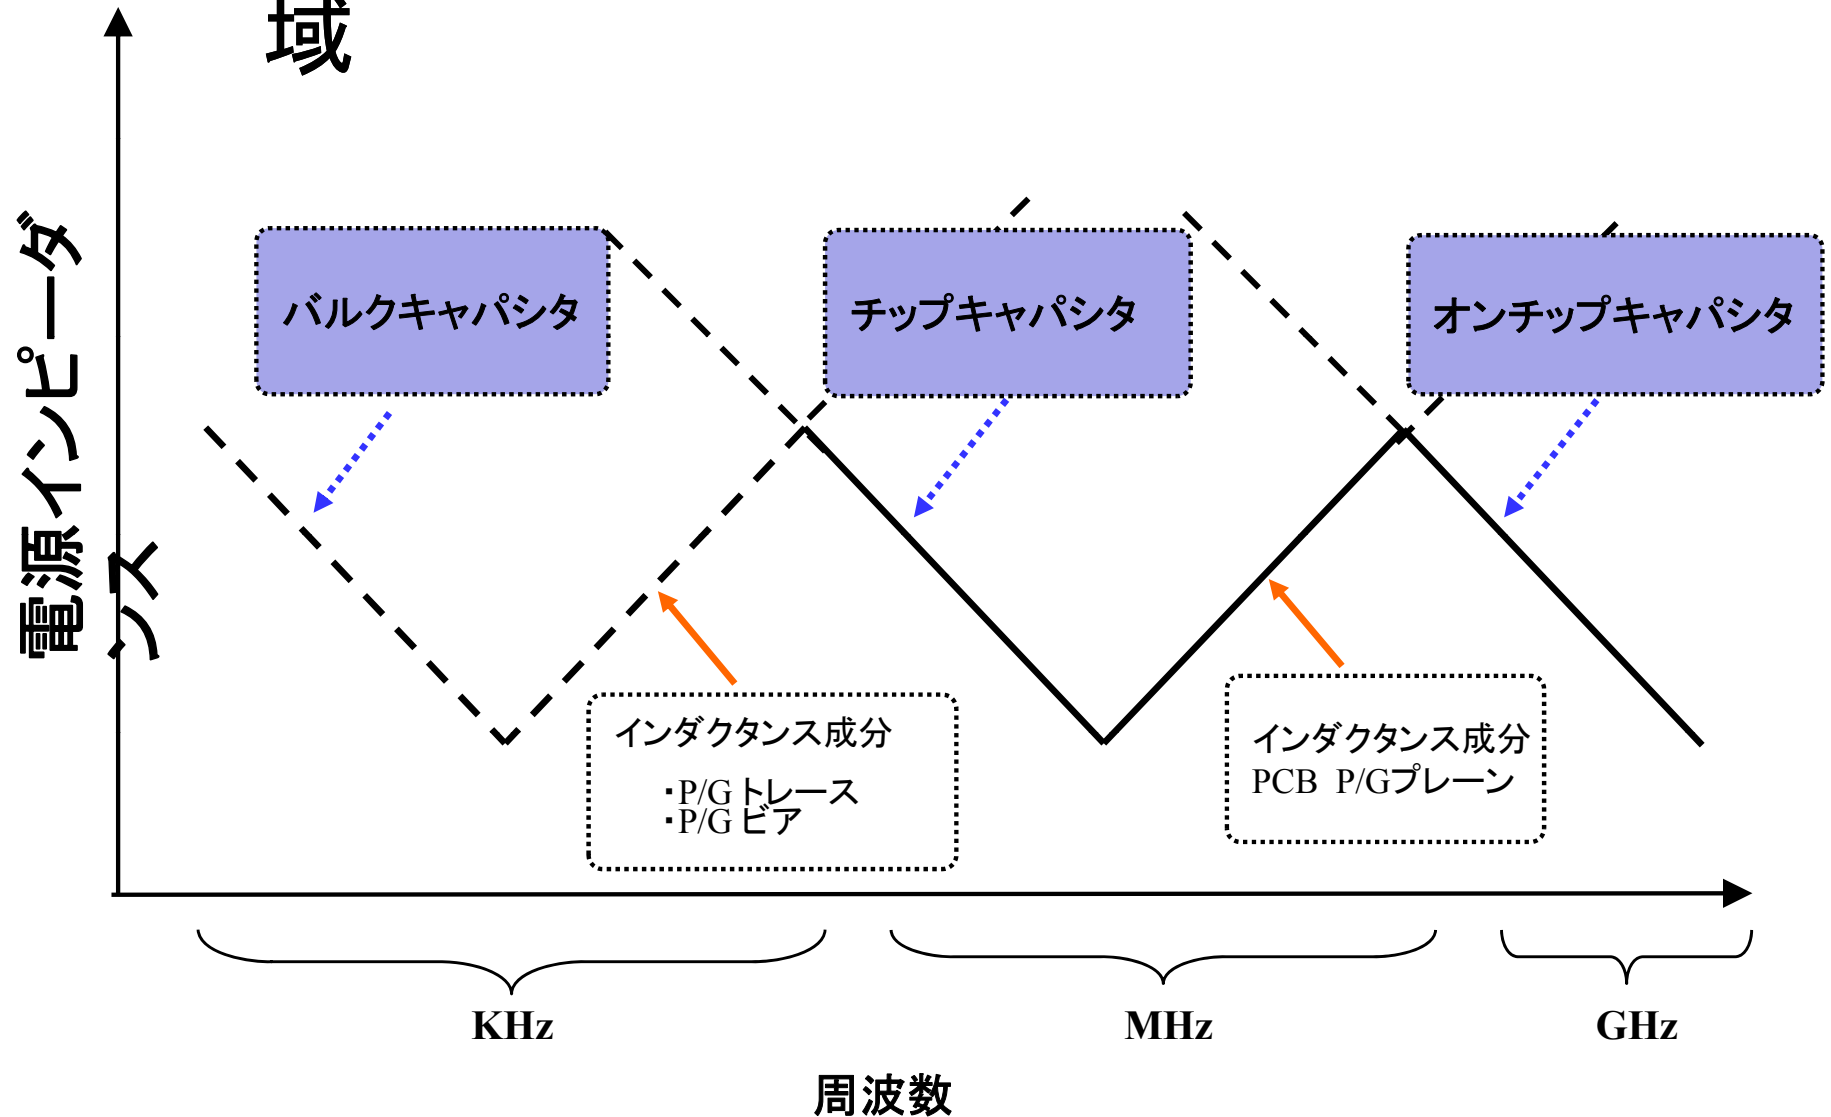 域
電源インピーダ
ンス
バルクキャパシタ
チップキャパシタ
オンチップキャパシタ
インダクタンス成分
・P/G トレース
・P/G ビア
インダクタンス成分
PCB P/Gプレーン
KHz
MHz
GHz
周波数